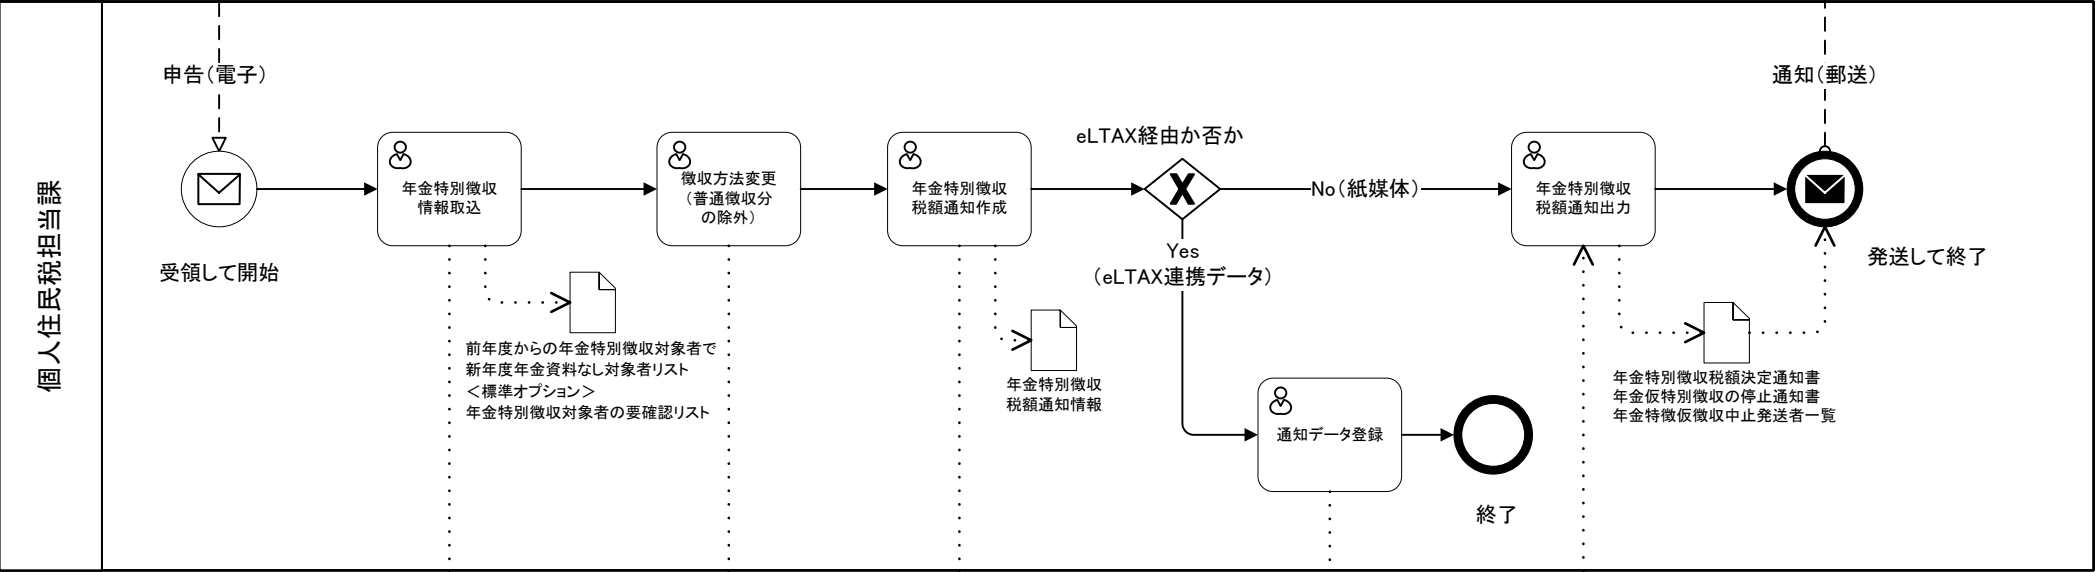 個人住民税担当課
申告(電子)
受領して開始
年金特別徴収
情報取込
前年度からの年金特別徴収対象者で
新年度年金資料なし対象者リスト
<標準オプション>
年金特別徴収対象者の要確認リスト
徴収方法変更
(普通徴収分
の除外)
年金特別徴収
税額通知作成
年金特別徴収
税額通知情報
eLTAX経由か否か
No(紙媒体)
Yes
(eLTAX連携データ)
通知データ登録
終了
年金特別徴収
税額通知出力
年金特別徴収税額決定通知書
年金仮特別徴収の停止通知書
年金特徴仮徴収中止発送者一覧
通知(郵送)
発送して終了